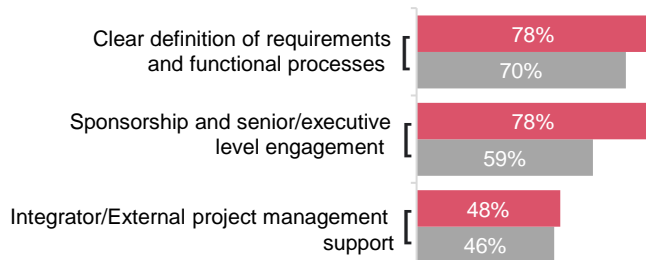 Clear definition of requirements
and functional processes
78%
70%
Sponsorship and senior/executive
level engagement
78%
59%
Integrator/External project management
support
48%
46%